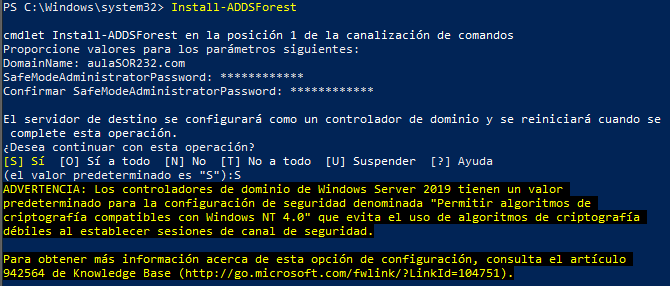 PS C:\Windows\system32> Install-ADDSForest
cmdlet Install-ADDSForest en la posición 1 de la canalización de comandos
Proporcione valores para los parámetros siguientes:
DomainName: aulaSOR232.com
SafeModeAdministratorPassword: ************
Confirmar SafeModeAdministratorPassword: ************
El servidor de destino se configurará como un controlador de dominio y se reiniciará cuando se
complete esta operación.
¿Desea continuar con esta operación?
[S] Sí  [O] Sí a todo  [N] No  [T] No a todo  [U] Suspender  [?] Ayuda
(el valor predeterminado es "S"):S
ADVERTENCIA: Los controladores de dominio de Windows Server 2019 tienen un valor
predeterminado para la configuración de seguridad denominada "Permitir algoritmos de
criptografía compatibles con Windows NT 4.0" que evita el uso de algoritmos de criptografía
débiles al establecer sesiones de canal de seguridad.
Para obtener más información acerca de esta opción de configuración, consulta el artículo
942564 de Knowledge Base (http://go.microsoft.com/fwlink/?LinkId=104751).